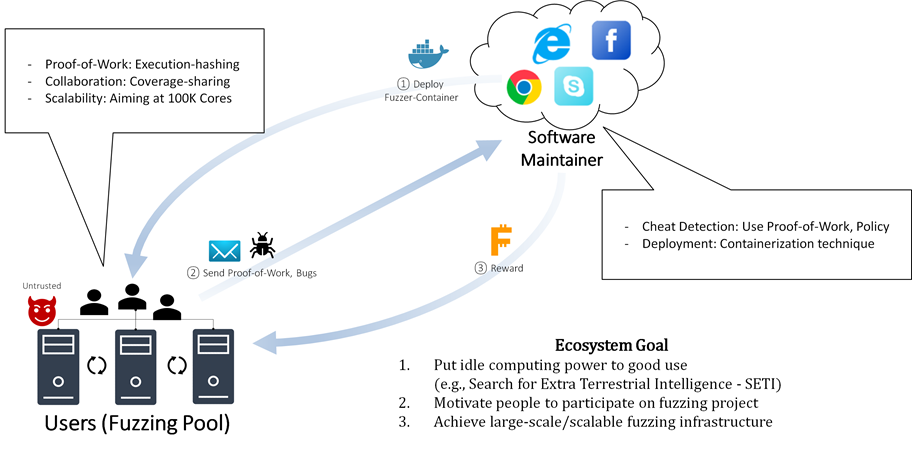 - Proof-of-Work: Execution-hashing
- Collaboration: Coverage-sharing
- Scalability: Aiming at 100K Cores
① Deploy
Fuzzer-Container
Software
Maintainer
- Cheat Detection: Use Proof-of-Work, Policy
- Deployment: Containerization technique
② Send Proof-of-Work, Bugs
③ Reward
Untrusted
Users (Fuzzing Pool)
Ecosystem Goal
1. Put idle computing power to good use
(e.g., Search for Extra Terrestrial Intelligence - SETI)
2. Motivate people to participate on fuzzing project
3. Achieve large-scale/scalable fuzzing infrastructure